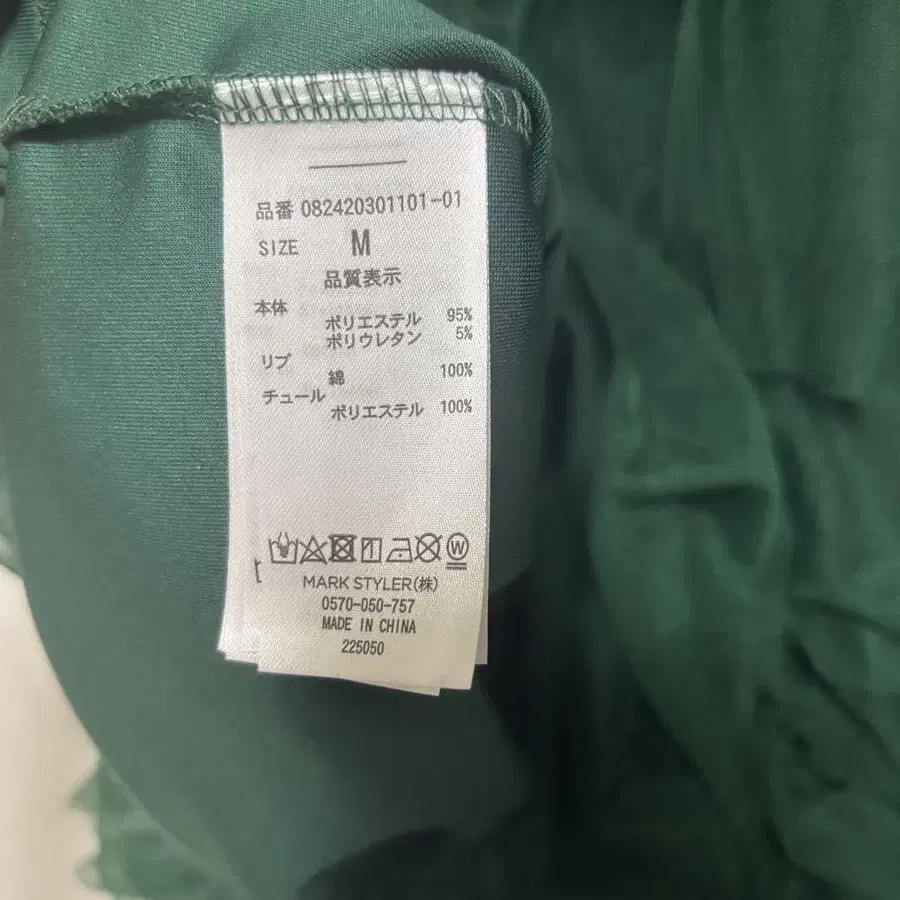 品番 082420301101-01
SIZE M
品質表示
本体
ポリエステル 95%
ポリウレタン 5%
リブ
綿 100%
チュール
ポリエステル 100%
W
MARK STYLER(株)
0570-050-757
MADE IN CHINA
225050